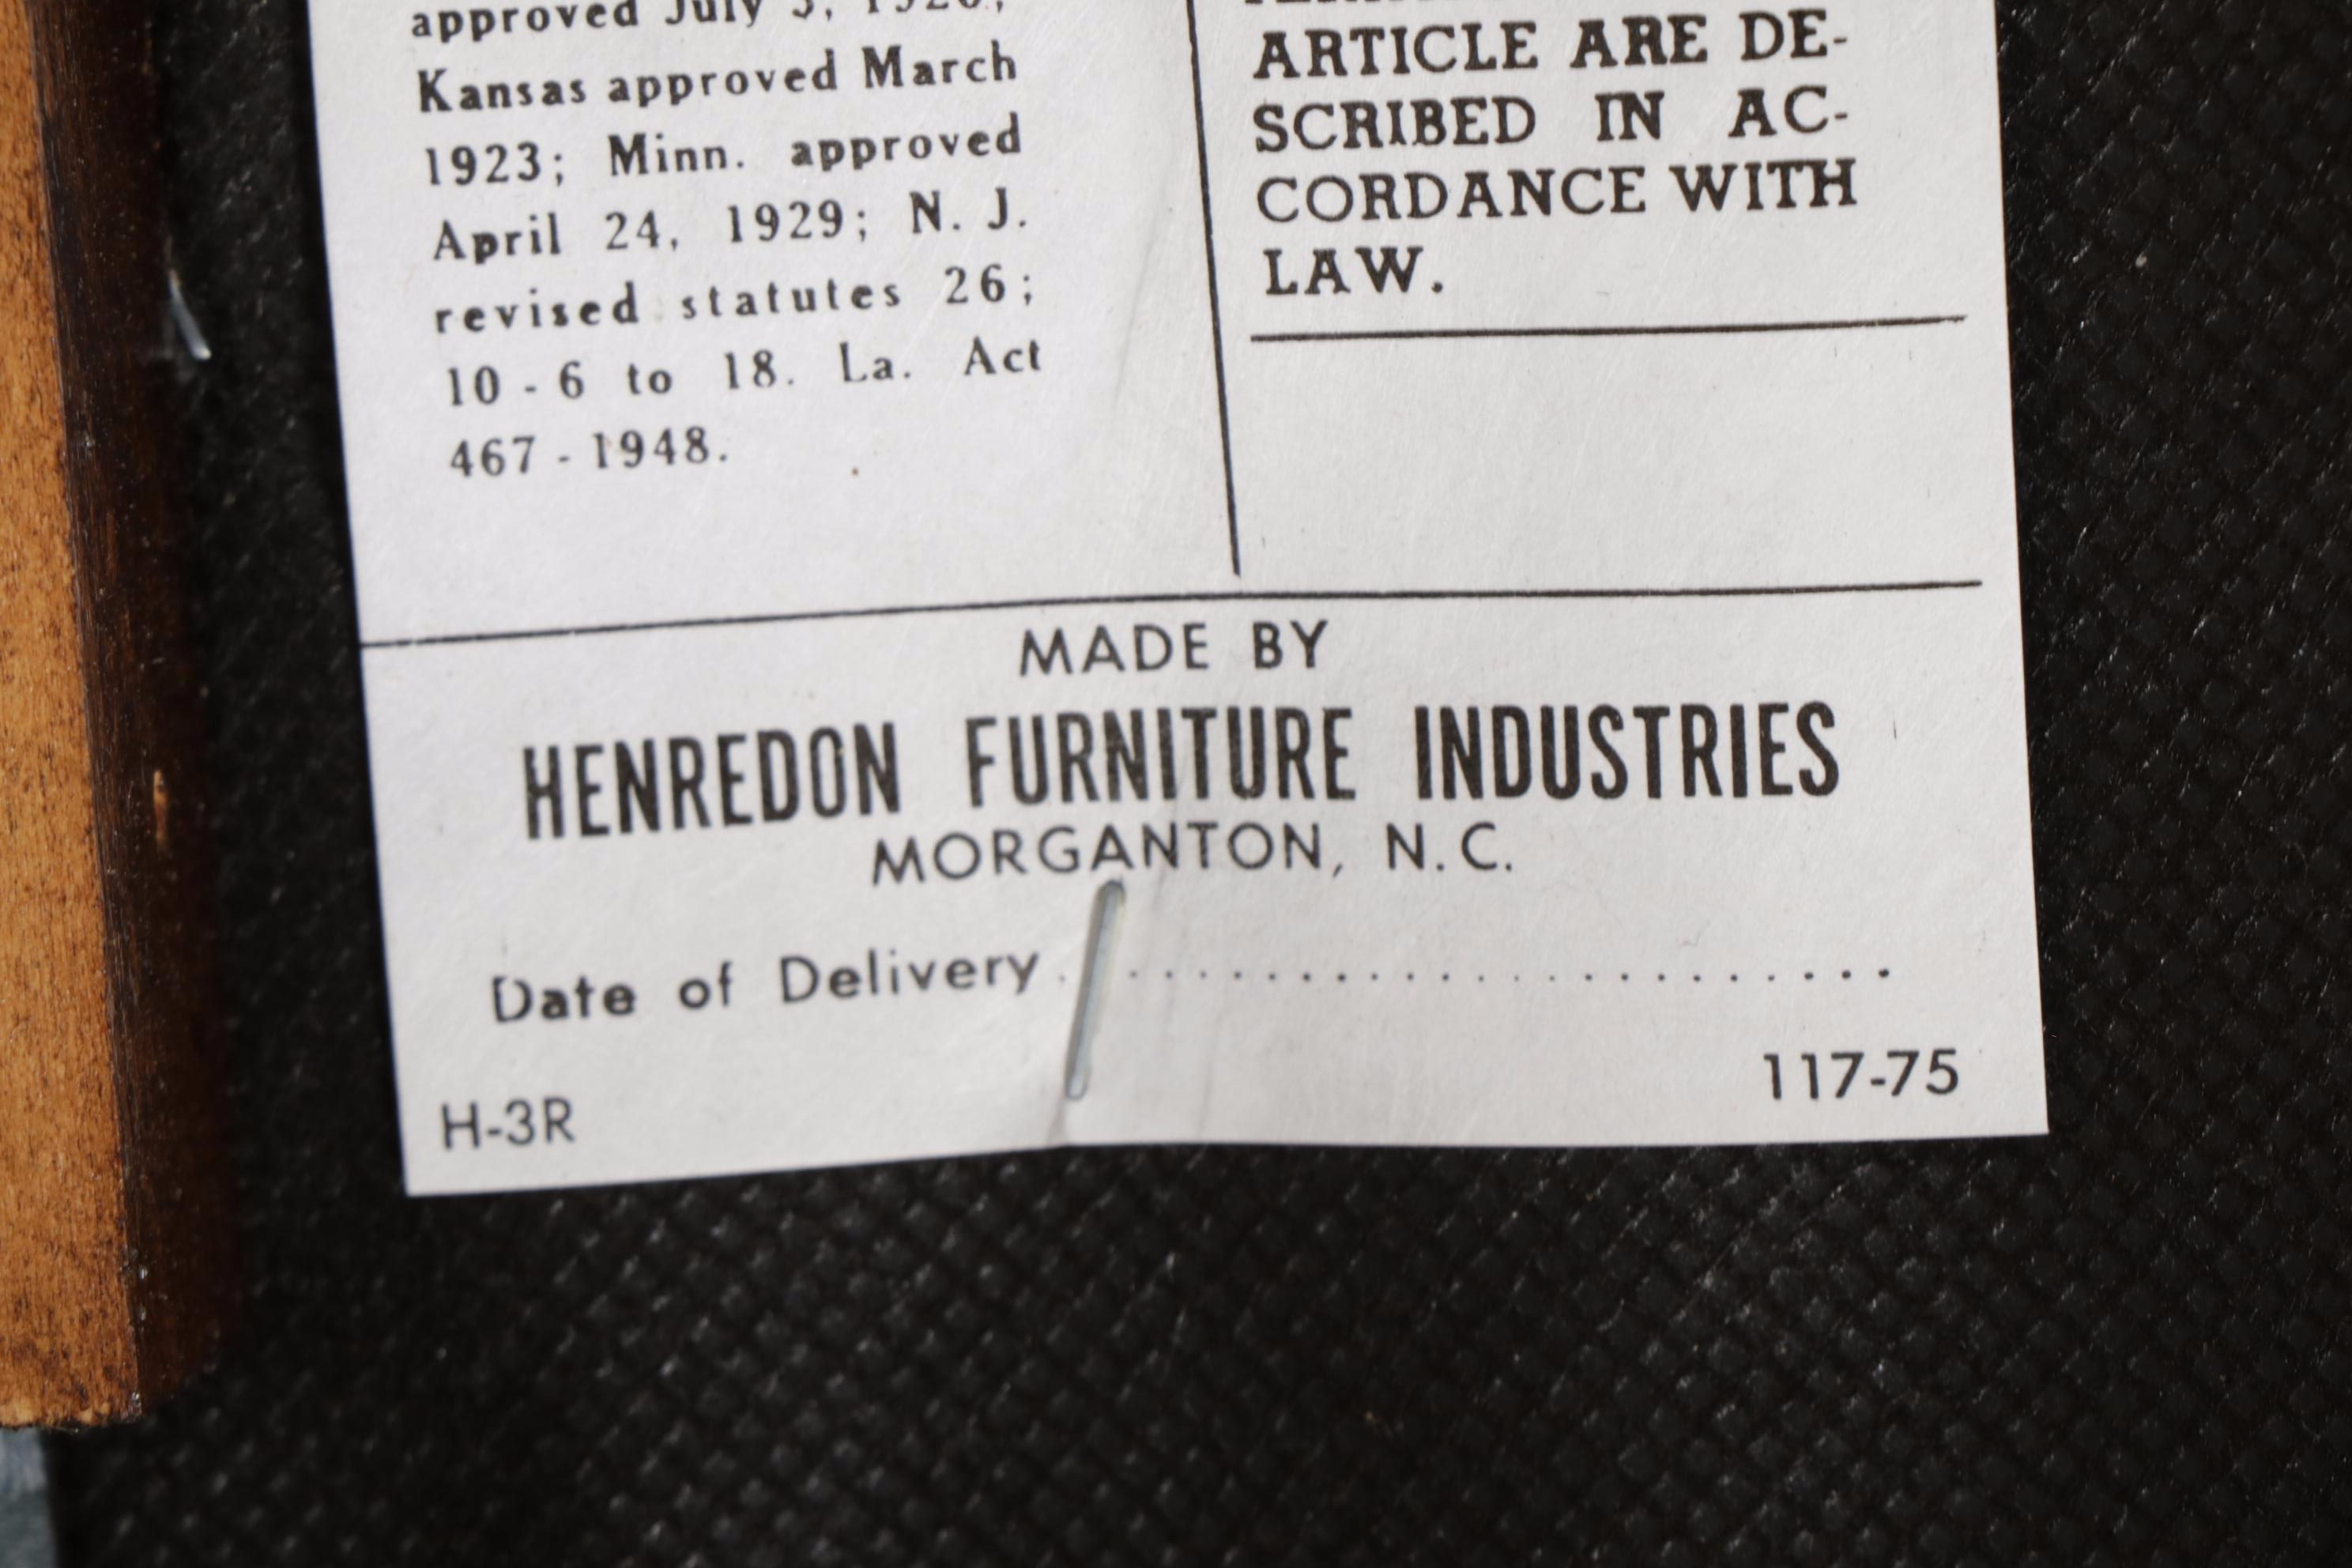 approved July
Kansas approved March
1923; Minn. approved
April 24, 1929; N. J.
revised statutes 26;
10 - 6 to 18. La. Act
467 - 1948.
ARTICLE ARE DE-
SCRIBED IN AC-
CORDANCE WITH
LAW.
MADE BY
HENREDON FURNITURE INDUSTRIES
MORGANTON, N.C.
Date of Delivery ........................
H-3R
117-75